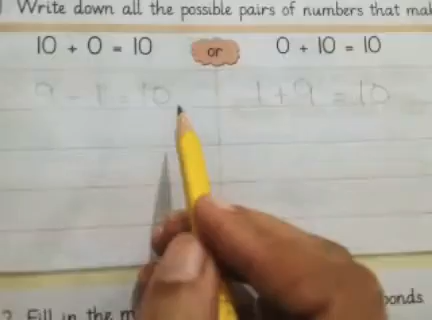 Write down all the possible pairs of numbers that mak
10 + 0 = 10 or 0 + 10 = 10
9 - 1 = 10 1 + 9 = 10
2 Fill in the m
bonds